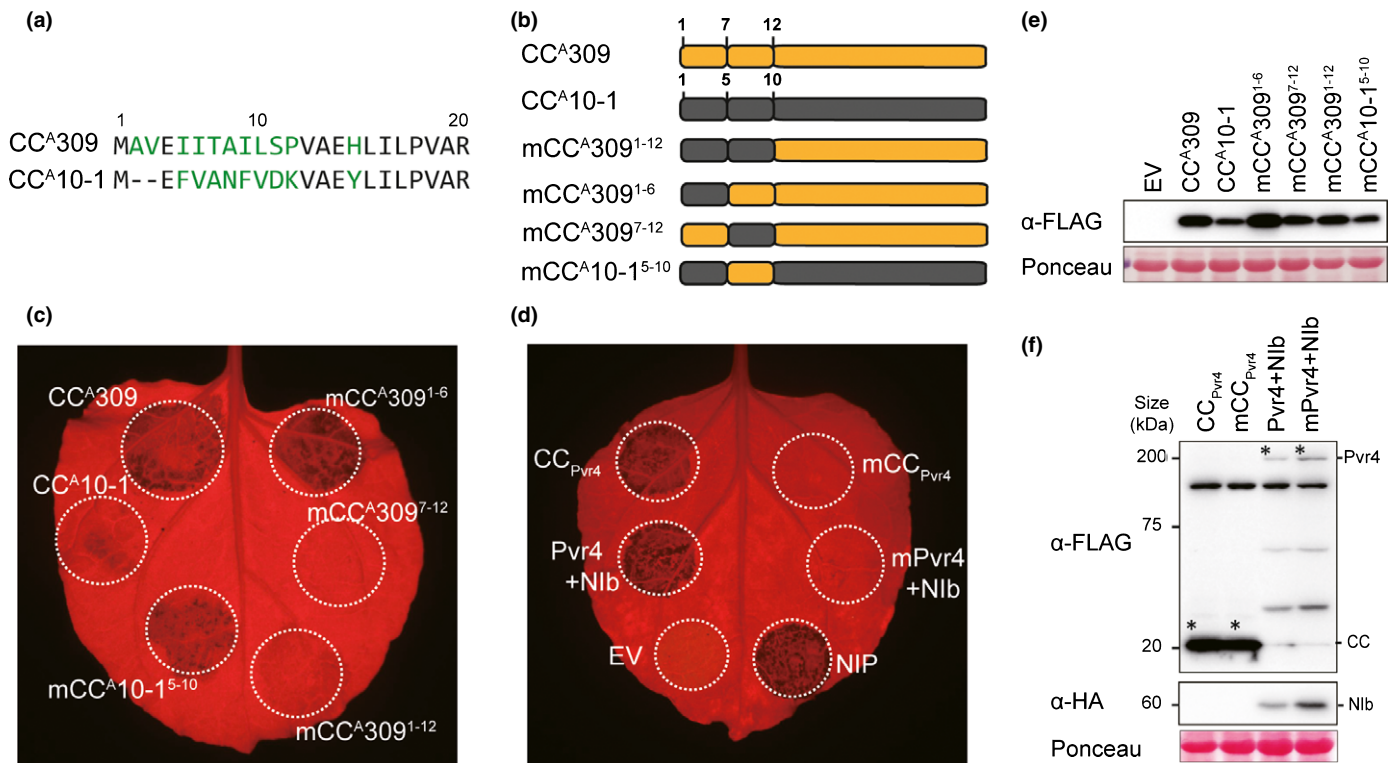 (a)
1 10 20
CCᴬ309 MAVEIITAILSPVAEHLILPVAR
CCᴬ10-1 M--EFVANFVDKVAEYLILPVAR
(b)
1 7 12
CCᴬ309
1 5 10
CCᴬ10-1
mCCᴬ309¹⁻¹²
mCCᴬ309¹⁻⁶
mCCᴬ309⁷⁻¹²
mCCᴬ10-1⁵⁻¹⁰
(c)
CCᴬ309
mCCᴬ309¹⁻⁶
CCᴬ10-1
mCCᴬ309⁷⁻¹²
mCCᴬ10-1⁵⁻¹⁰
mCCᴬ309¹⁻¹²
(d)
CCPvr4
mCCPvr4
Pvr4
+NIb
mPvr4
+NIb
EV
NIP
(e)
EV
CCᴬ309
CCᴬ10-1
mCCᴬ309¹⁻⁶
mCCᴬ309⁷⁻¹²
mCCᴬ309¹⁻¹²
mCCᴬ10-1⁵⁻¹⁰
α-FLAG
Ponceau
(f)
CCPvr4
mCCPvr4
Pvr4+NIb
mPvr4+NIb
Size
(kDa)
* *
200 Pvr4
75
α-FLAG
* *
20 CC
α-HA 60 NIb
Ponceau